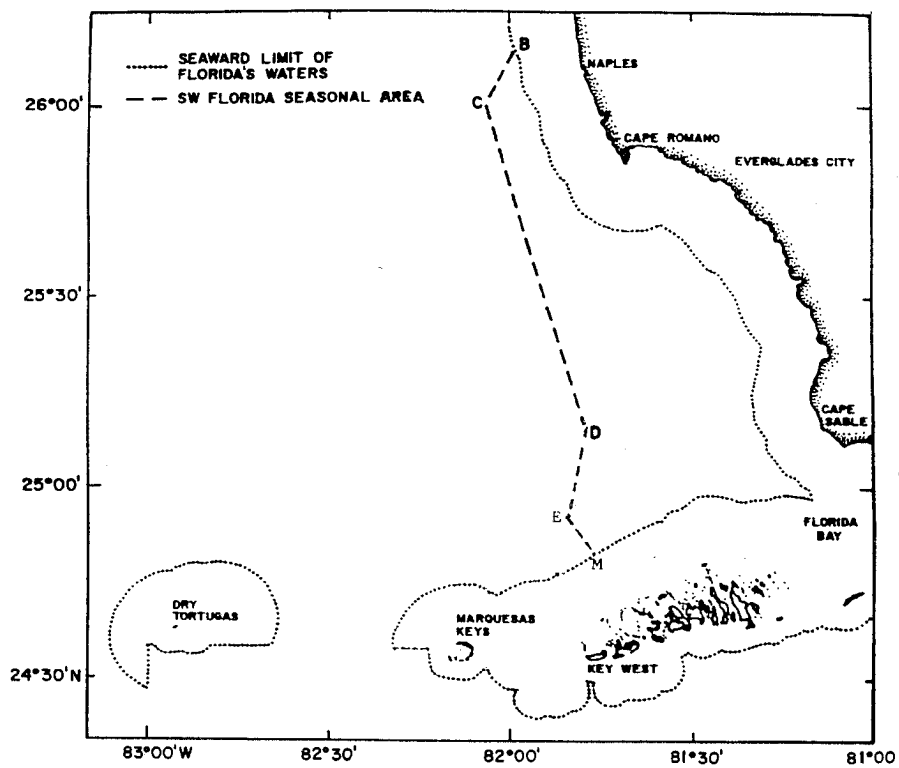 SEAWARD LIMIT OF
FLORIDA'S WATERS
SW FLORIDA SEASONAL AREA
B
NAPLES
26°00'
C
CAPE ROMANO
EVERGLADES CITY
25°30'
CAPE
SABLE
D
25°00'
E
FLORIDA
BAY
M
DRY
TORTUGAS
MARQUESAS
KEYS
KEY WEST
24°30'N
83°00'W
82°30'
82°00'
81°30'
81°00'